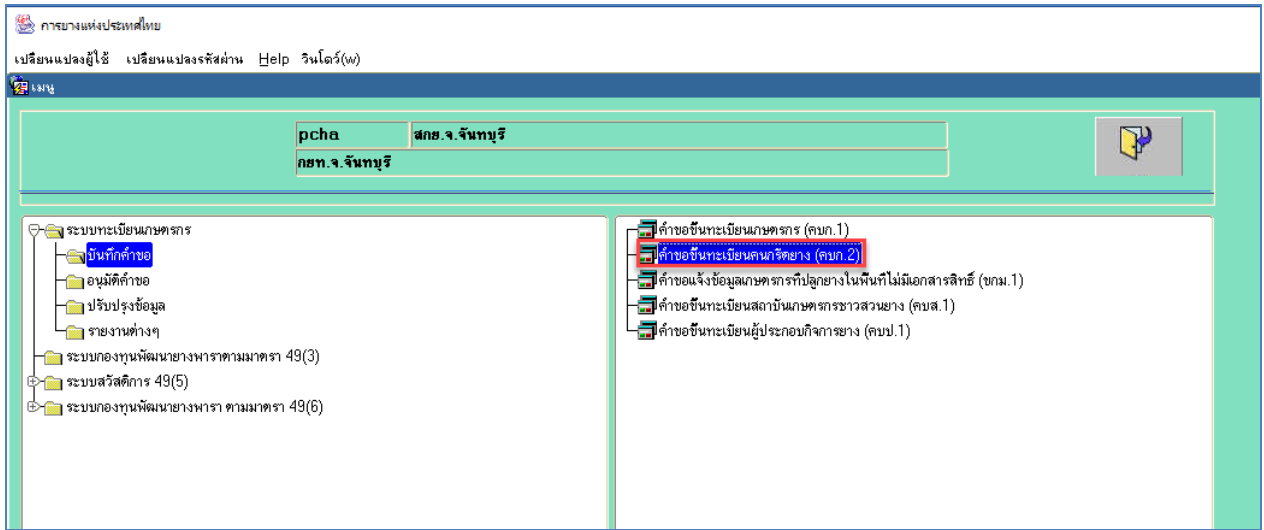 การยางแห่งประเทศไทย
เปลี่ยนแปลงผู้ใช้ เปลี่ยนแปลงรหัสผ่าน Help วินโดว์(w)
เมนู
pcha สกย.จ.จันทบุรี
กยท.จ.จันทบุรี
ระบบทะเบียนเกษตรกร
บันทึกคำขอ
อนุมัติคำขอ
ปรับปรุงข้อมูล
รายงานต่างๆ
ระบบกองทุนพัฒนายางพาราตามมาตรา 49(3)
ระบบสวัสดิการ 49(5)
ระบบกองทุนพัฒนายางพารา ตามมาตรา 49(6)
คำขอขึ้นทะเบียนเกษตรกร (คบก.1)
คำขอขึ้นทะเบียนคนกรีดยาง (คบก.2)
คำขอแจ้งข้อมูลเกษตรกรที่ปลูกยางในพื้นที่ไม่มีเอกสารสิทธิ์ (ขกม.1)
คำขอขึ้นทะเบียนสถาบันเกษตรกรชาวสวนยาง (คบส.1)
คำขอขึ้นทะเบียนผู้ประกอบกิจการยาง (คบป.1)